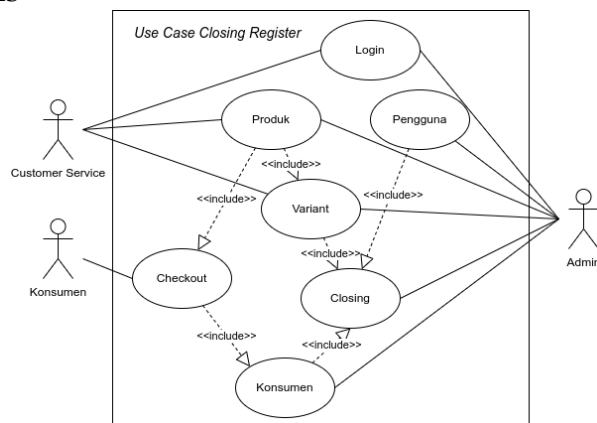 Use Case Closing Register
Login
Produk
Pengguna
<<include>>
Customer Service
<<include>>
<<include>>
Variant
Konsumen
Checkout
<<include>>
Closing
Admin
<<include>>
<<include>>
Konsumen